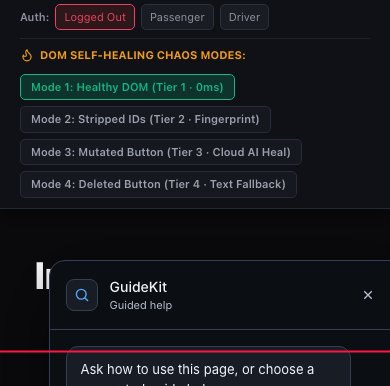 Auth: Logged Out Passenger Driver
DOM SELF-HEALING CHAOS MODES:
Mode 1: Healthy DOM (Tier 1 · 0ms)
Mode 2: Stripped IDs (Tier 2 · Fingerprint)
Mode 3: Mutated Button (Tier 3 · Cloud AI Heal)
Mode 4: Deleted Button (Tier 4 · Text Fallback)
GuideKit
Guided help
Ask how to use this page, or choose a